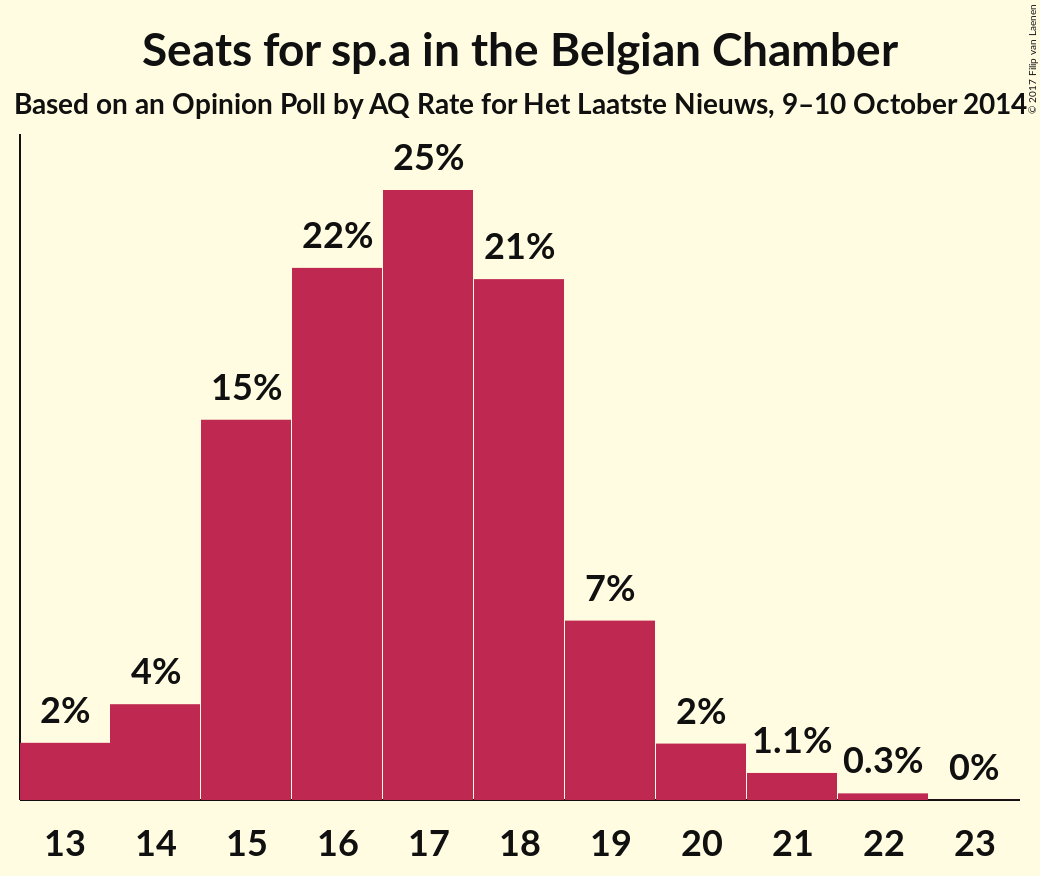 Seats for sp.a in the Belgian Chamber
Based on an Opinion Poll by AQ Rate for Het Laatste Nieuws, 9–10 October 2014
© 2017 Filip van Laenen
25%
22%
21%
15%
7%
4%
2%
2%
1.1%
0.3%
0%
13 14 15 16 17 18 19 20 21 22 23